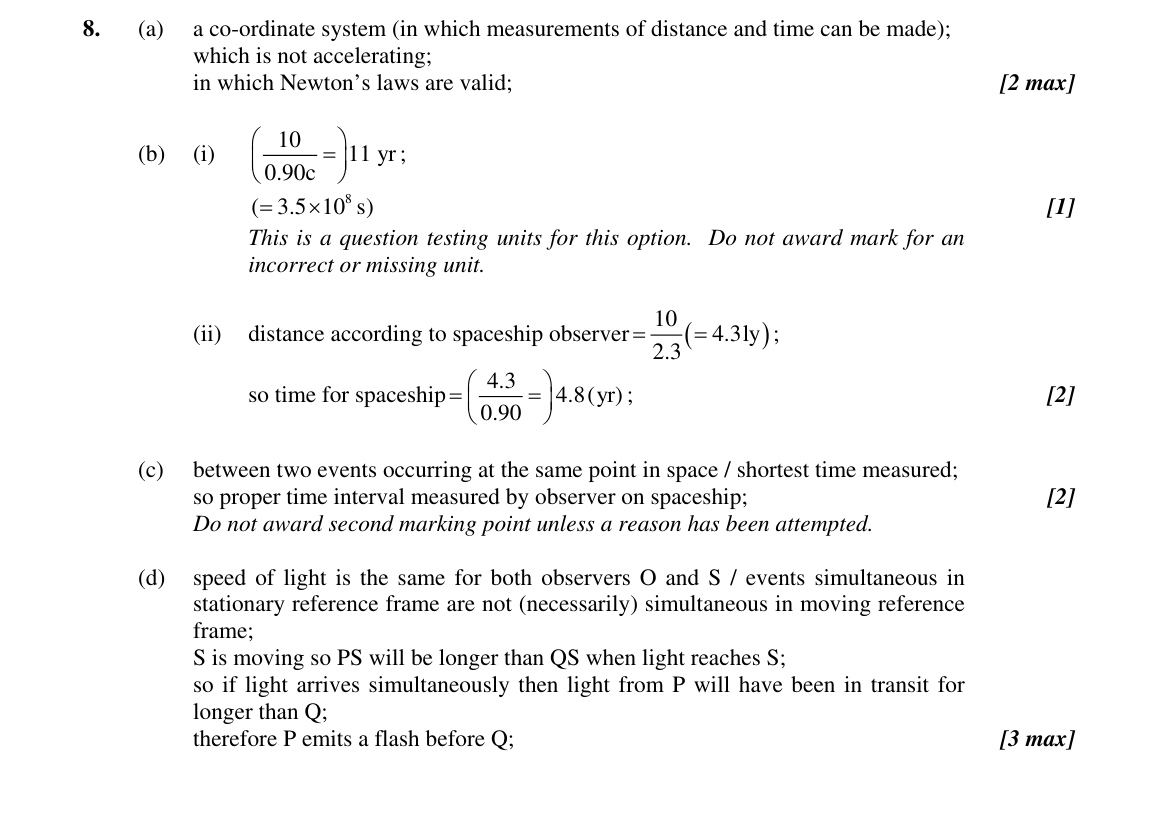 8. (a) a co-ordinate system (in which measurements of distance and time can be made);
which is not accelerating;
in which Newton's laws are valid; [2 max]
(b) (i) (10/0.90c =) 11 yr;
(= 3.5×10⁸ s) [1]
This is a question testing units for this option. Do not award mark for an
incorrect or missing unit.
(ii) distance according to spaceship observer = 10/2.3 (= 4.3ly);
so time for spaceship = (4.3/0.90 =) 4.8(yr); [2]
(c) between two events occurring at the same point in space / shortest time measured;
so proper time interval measured by observer on spaceship; [2]
Do not award second marking point unless a reason has been attempted.
(d) speed of light is the same for both observers O and S / events simultaneous in
stationary reference frame are not (necessarily) simultaneous in moving reference
frame;
S is moving so PS will be longer than QS when light reaches S;
so if light arrives simultaneously then light from P will have been in transit for
longer than Q;
therefore P emits a flash before Q; [3 max]